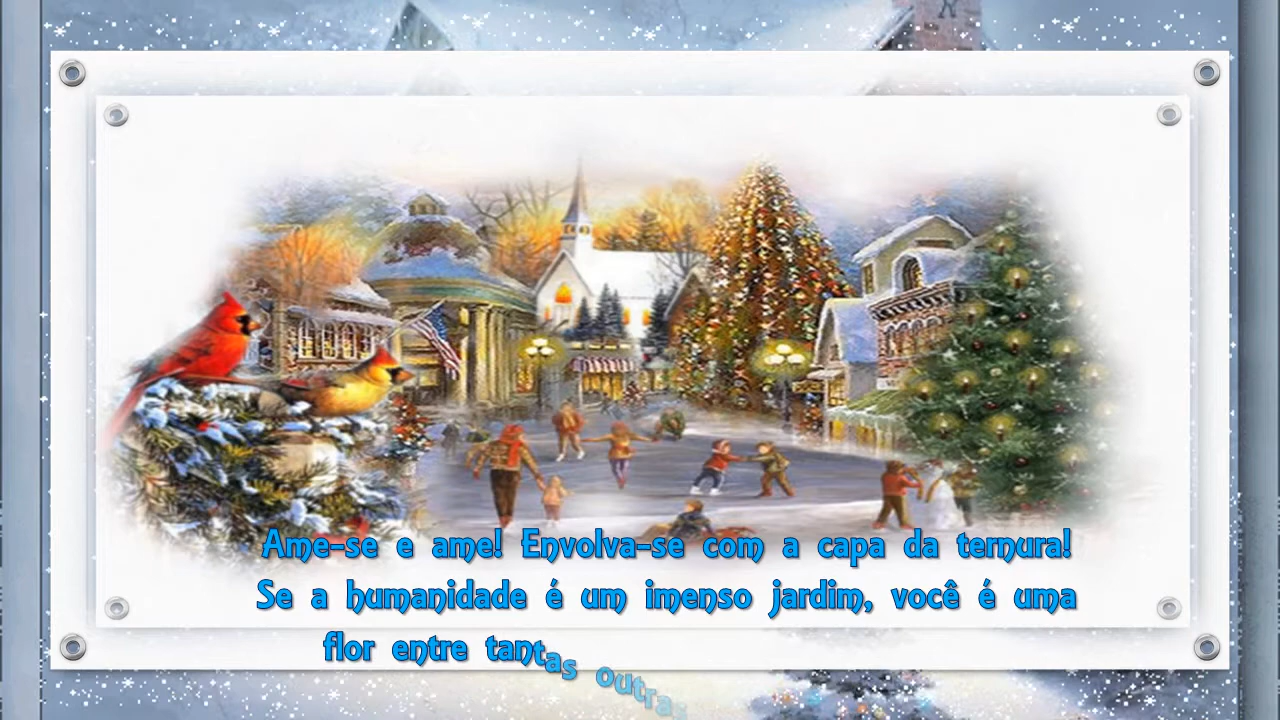 Ame-se e ame! Envolva-se com a capa da ternura!
Se a humanidade é um imenso jardim, você é uma
flor entre tantas outras